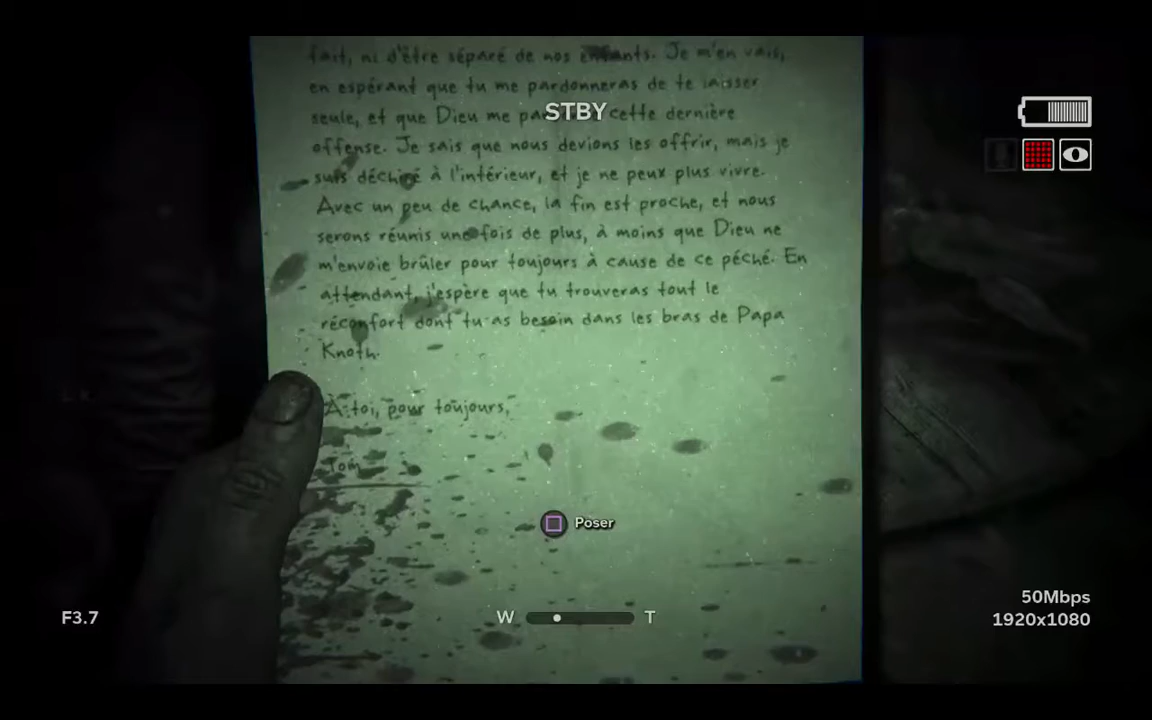 fait, ni d'être séparé de nos enfants. Je m'en vais,
en espérant que tu me pardonneras de te laisser
STBY
seule, et que Dieu me par cette dernière
offense. Je sais que nous devions les offrir, mais je
suis déchiré à l'intérieur, et je ne peux plus vivre.
Avec un peu de chance, la fin est proche, et nous
serons réunis une fois de plus, à moins que Dieu ne
m'envoie brûler pour toujours à cause de ce péché. En
attendant, j'espère que tu trouveras tout le
réconfort dont tu as besoin dans les bras de Papa
Knoth.
À toi, pour toujours,
Tom
Poser
F3.7
W T
50Mbps
1920x1080